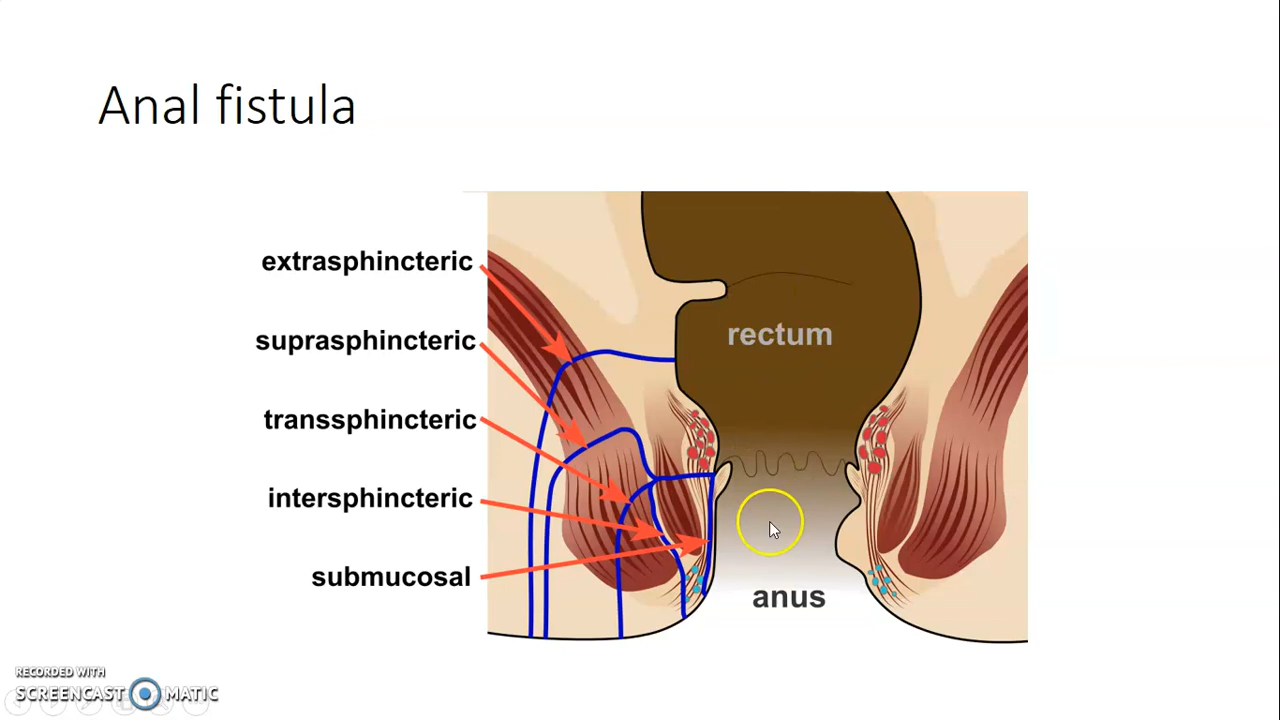 Anal fistula
extrasphincteric
suprasphincteric
transsphincteric
intersphincteric
submucosal
rectum
anus
RECORDED WITH
SCREENCAST MATIC